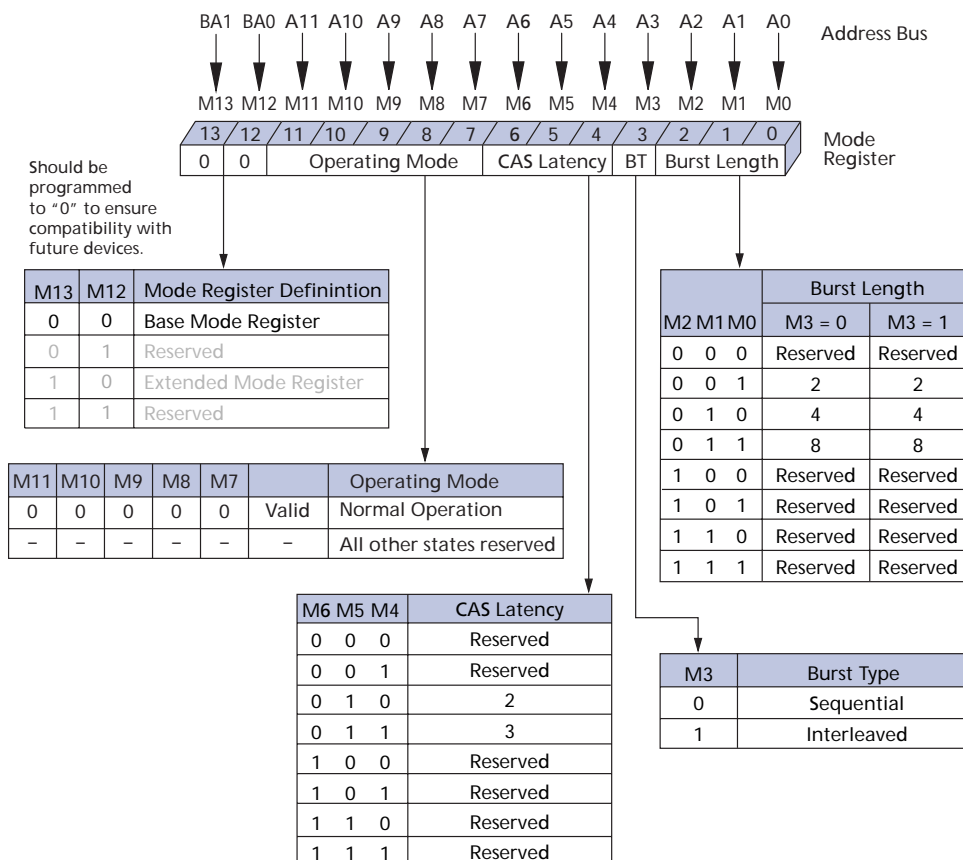 BA1 BA0 A11 A10 A9 A8 A7 A6 A5 A4 A3 A2 A1 A0
Address Bus
M13 M12 M11 M10 M9 M8 M7 M6 M5 M4 M3 M2 M1 M0
13 12 11 10 9 8 7 6 5 4 3 2 1 0
0 0 Operating Mode CAS Latency BT Burst Length
Mode
Register
Should be
programmed
to “0” to ensure
compatibility with
future devices.
M13 M12 Mode Register Definintion
0 0 Base Mode Register
0 1 Reserved
1 0 Extended Mode Register
1 1 Reserved
Burst Length
M2 M1 M0 M3 = 0 M3 = 1
0 0 0 Reserved Reserved
0 0 1 2 2
0 1 0 4 4
0 1 1 8 8
1 0 0 Reserved Reserved
1 0 1 Reserved Reserved
1 1 0 Reserved Reserved
1 1 1 Reserved Reserved
M11 M10 M9 M8 M7 Operating Mode
0 0 0 0 0 Valid Normal Operation
– – – – – – All other states reserved
M6 M5 M4 CAS Latency
0 0 0 Reserved
0 0 1 Reserved
0 1 0 2
0 1 1 3
1 0 0 Reserved
1 0 1 Reserved
1 1 0 Reserved
1 1 1 Reserved
M3 Burst Type
0 Sequential
1 Interleaved